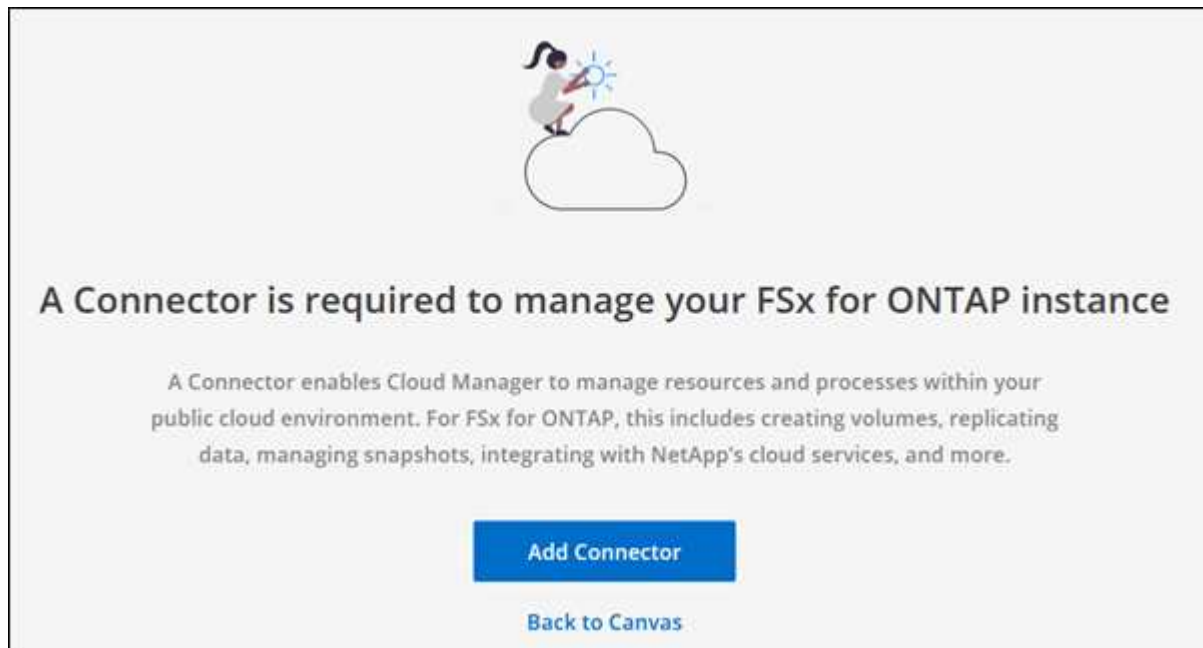 A Connector is required to manage your FSx for ONTAP instance
A Connector enables Cloud Manager to manage resources and processes within your
public cloud environment. For FSx for ONTAP, this includes creating volumes, replicating
data, managing snapshots, integrating with NetApp's cloud services, and more.
Add Connector
Back to Canvas